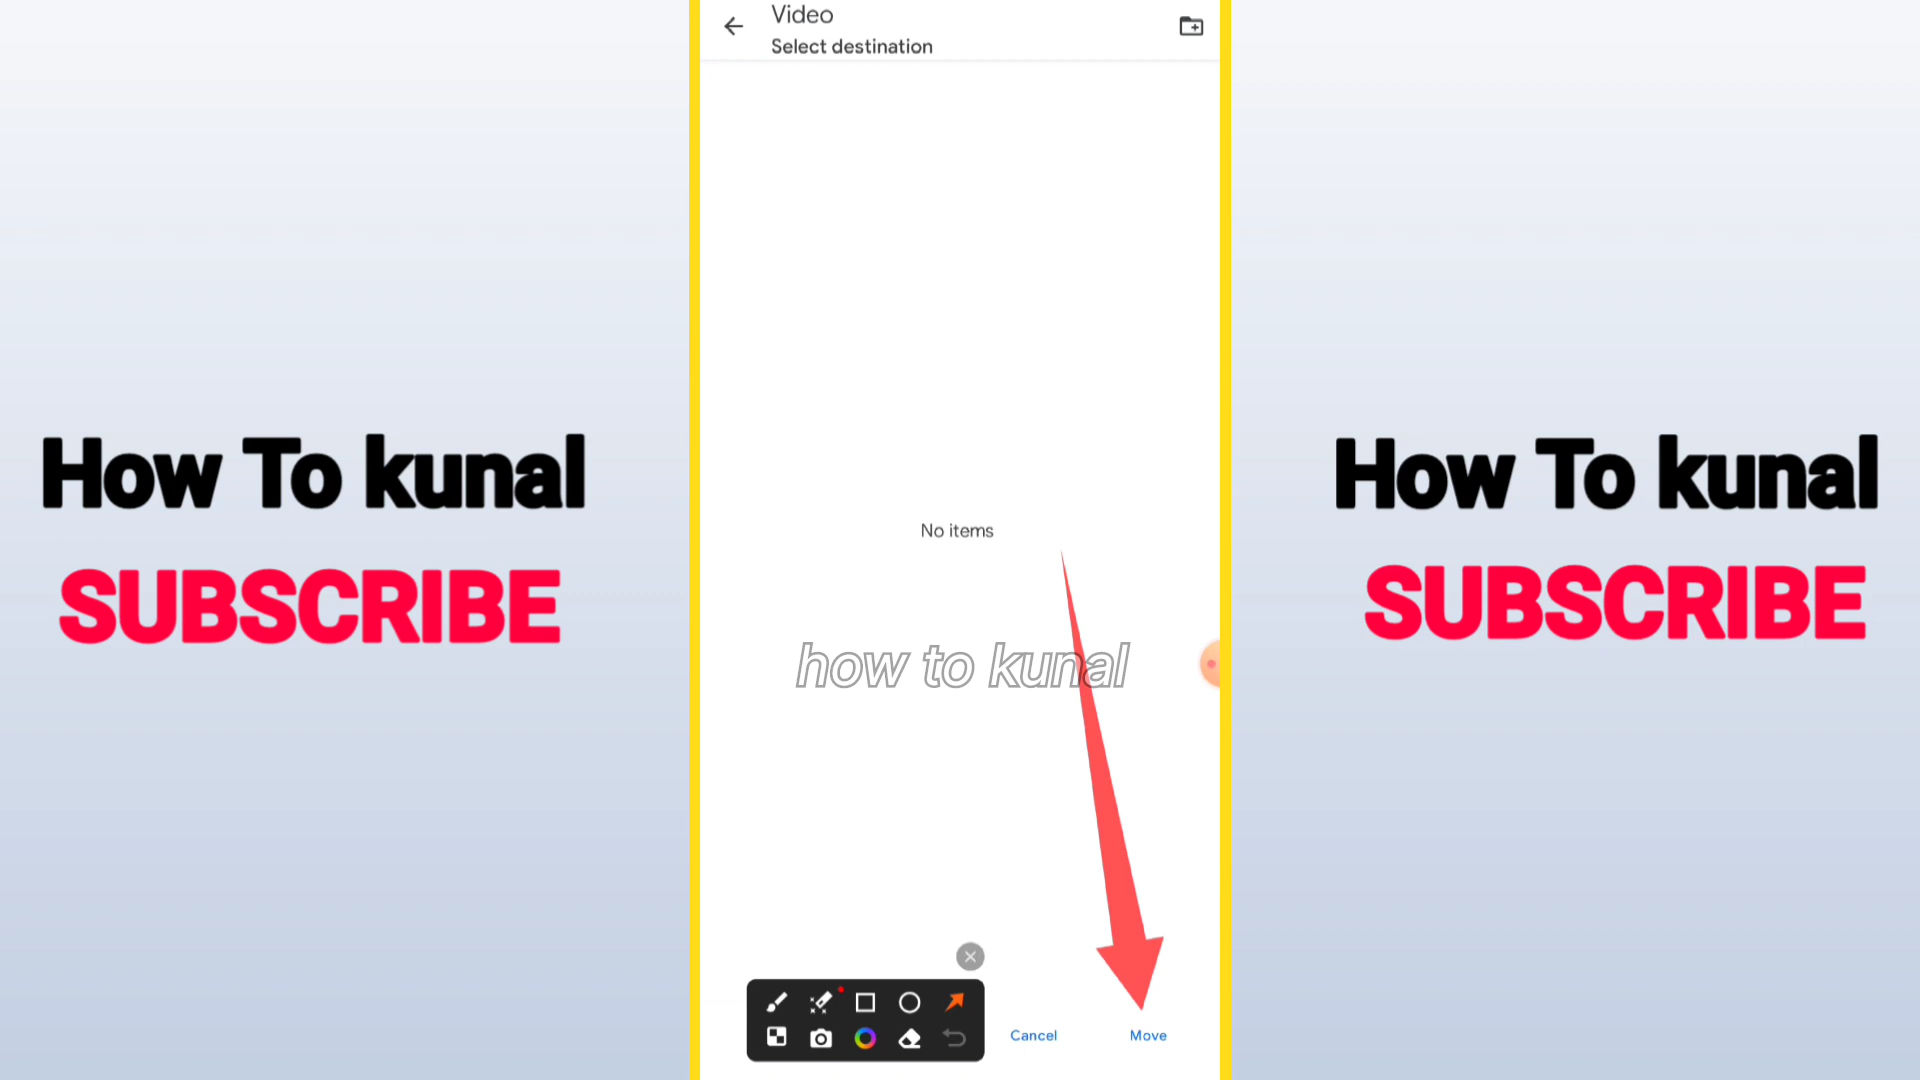 Video
Select destination
How To kunal
SUBSCRIBE
No items
how to kunal
Cancel
Move
How To kunal
SUBSCRIBE